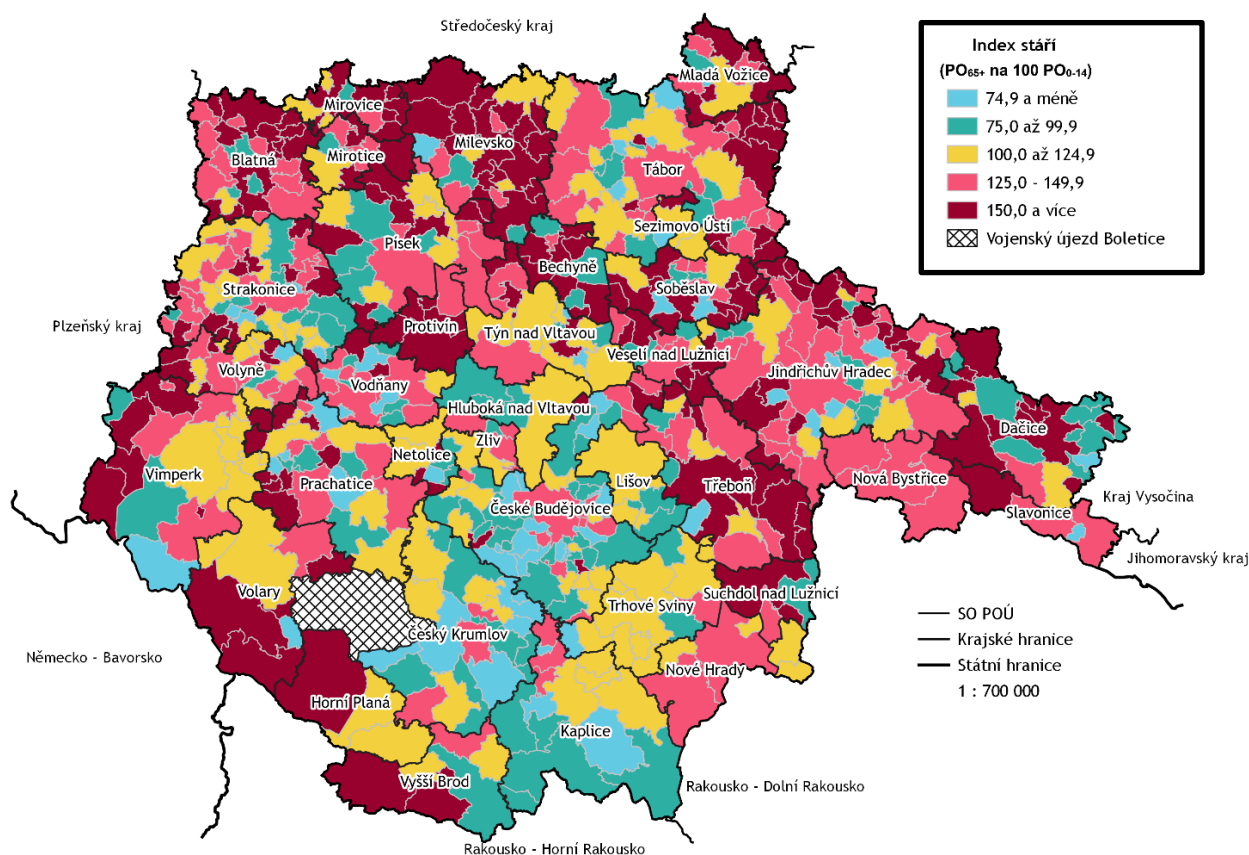 Středočeský kraj
Index stáří
(PO65+ na 100 PO0-14)
74,9 a méně
75,0 až 99,9
100,0 až 124,9
125,0 - 149,9
150,0 a více
Vojenský újezd Boletice
Mladá Vožice
Mirovice
Milevsko
Blatná
Mirotice
Tábor
Sezimovo Ústí
Písek
Bechyně
Strakonice
Soběslav
Plzeňský kraj
Protivín
Týn nad Vltavou
Veselí nad Lužnicí
Volyně
Vodňany
Jindřichův Hradec
Hluboká nad Vltavou
Dačice
Zliv
Netolice
Vimperk
Prachatice
Lišov
Třeboň
Nová Bystřice
Kraj Vysočina
České Budějovice
Slavonice
Jihomoravský kraj
Volary
Trhové Sviny
Suchdol nad Lužnicí
SO POÚ
Český Krumlov
Krajské hranice
Německo - Bavorsko
Nové Hrady
Státní hranice
1 : 700 000
Horní Planá
Kaplice
Vyšší Brod
Rakousko - Dolní Rakousko
Rakousko - Horní Rakousko